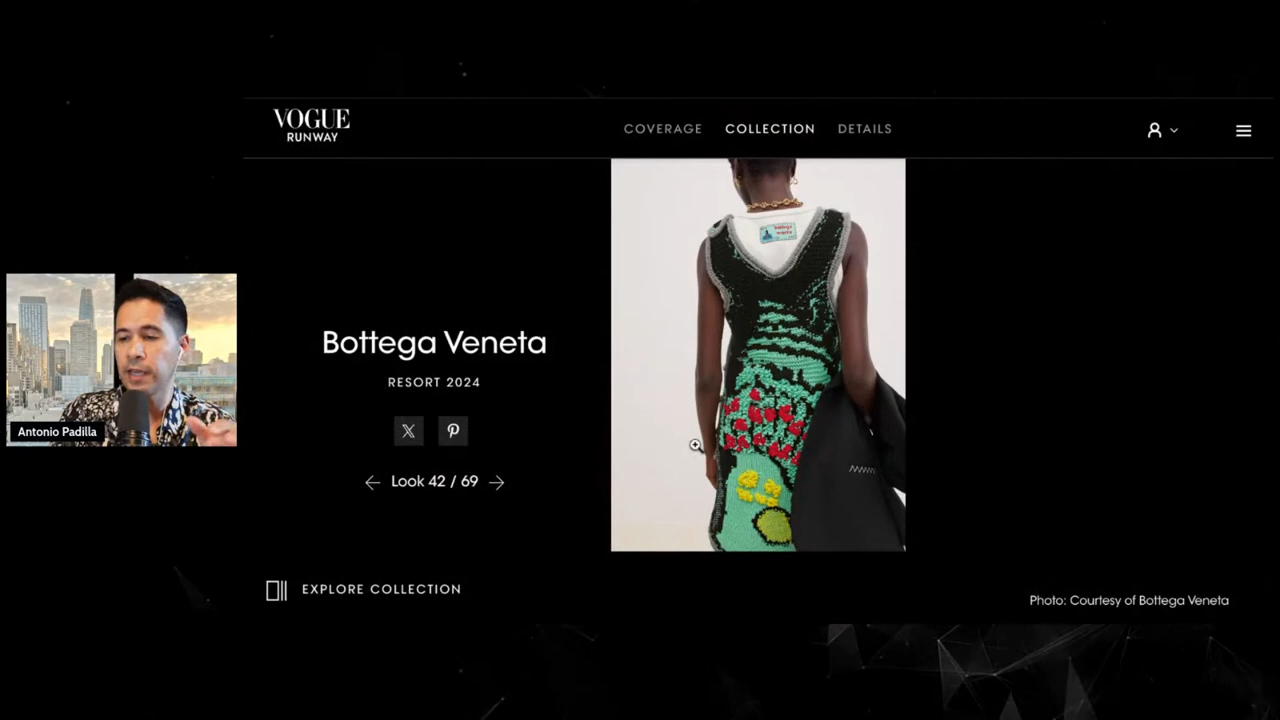 VOGUE
RUNWAY
COVERAGE
COLLECTION
DETAILS
Antonio Padilla
Bottega Veneta
RESORT 2024
Look 42 / 69
EXPLORE COLLECTION
Photo: Courtesy of Bottega Veneta